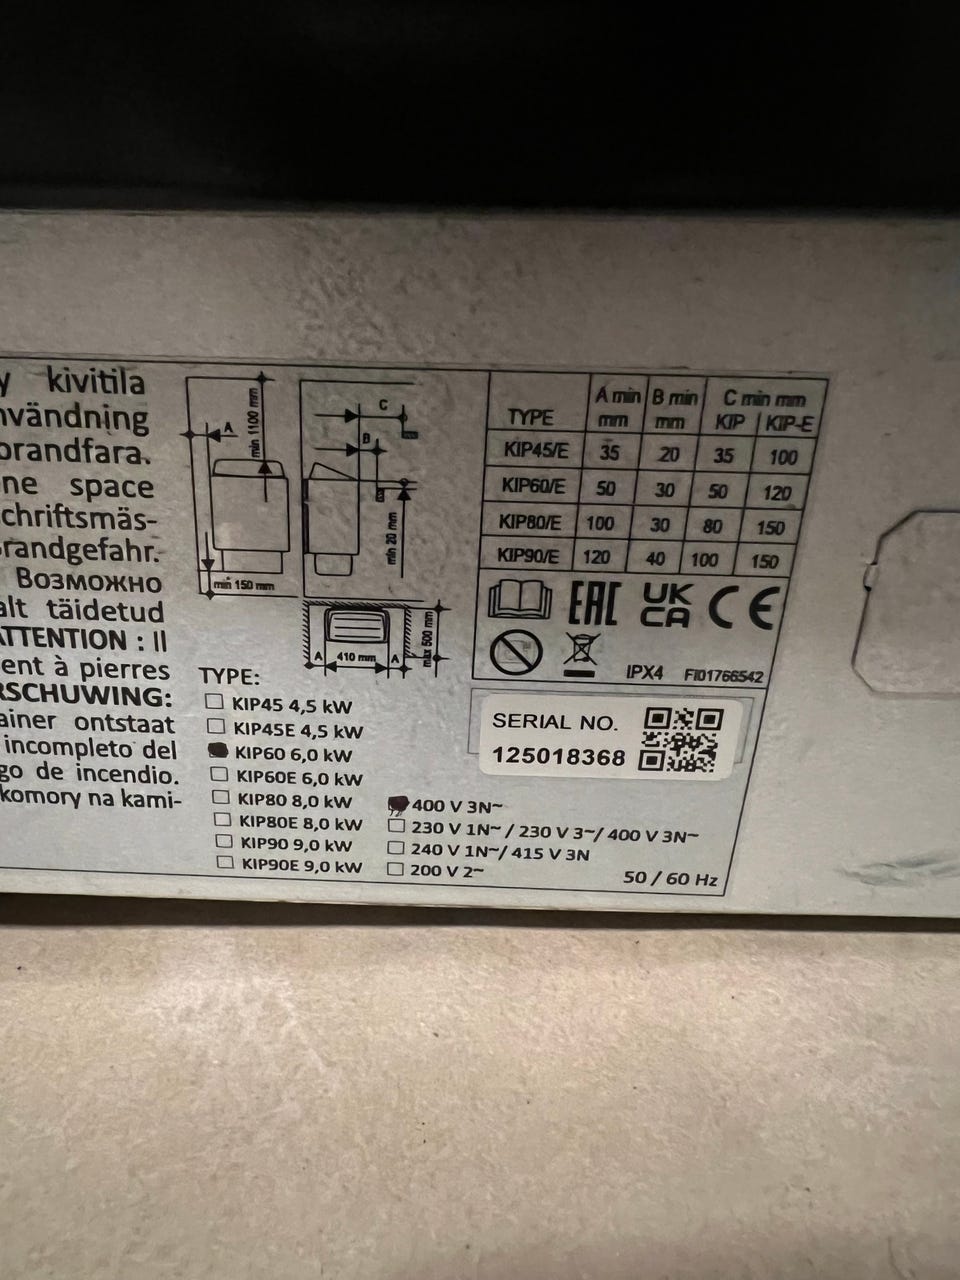 y kivitila
nvändning
orandfara.
ne space
chriftsmäs-
randgefahr.
Возможно
alt täidetud
ATTENTION : Il
ent à pierres
RSCHUWING:
ainer ontstaat
incompleto del
go de incendio.
komory na kami-
A
min 1100 mm
min 150 mm
C
B
min 20 mm
A 410 mm A
max 500 mm
TYPE A min mm B min mm C min mm
KIP KIP-E
KIP45/E 35 20 35 100
KIP60/E 50 30 50 120
KIP80/E 100 30 80 150
KIP90/E 120 40 100 150
EAC UK CA CE
IPX4 FI01766542
SERIAL NO.
125018368
TYPE:
KIP45 4,5 kW
KIP45E 4,5 kW
KIP60 6,0 kW
KIP60E 6,0 kW
KIP80 8,0 kW
KIP80E 8,0 kW
KIP90 9,0 kW
KIP90E 9,0 kW
400 V 3N~
230 V 1N~ / 230 V 3~/ 400 V 3N~
240 V 1N~/ 415 V 3N
200 V 2~
50 / 60 Hz